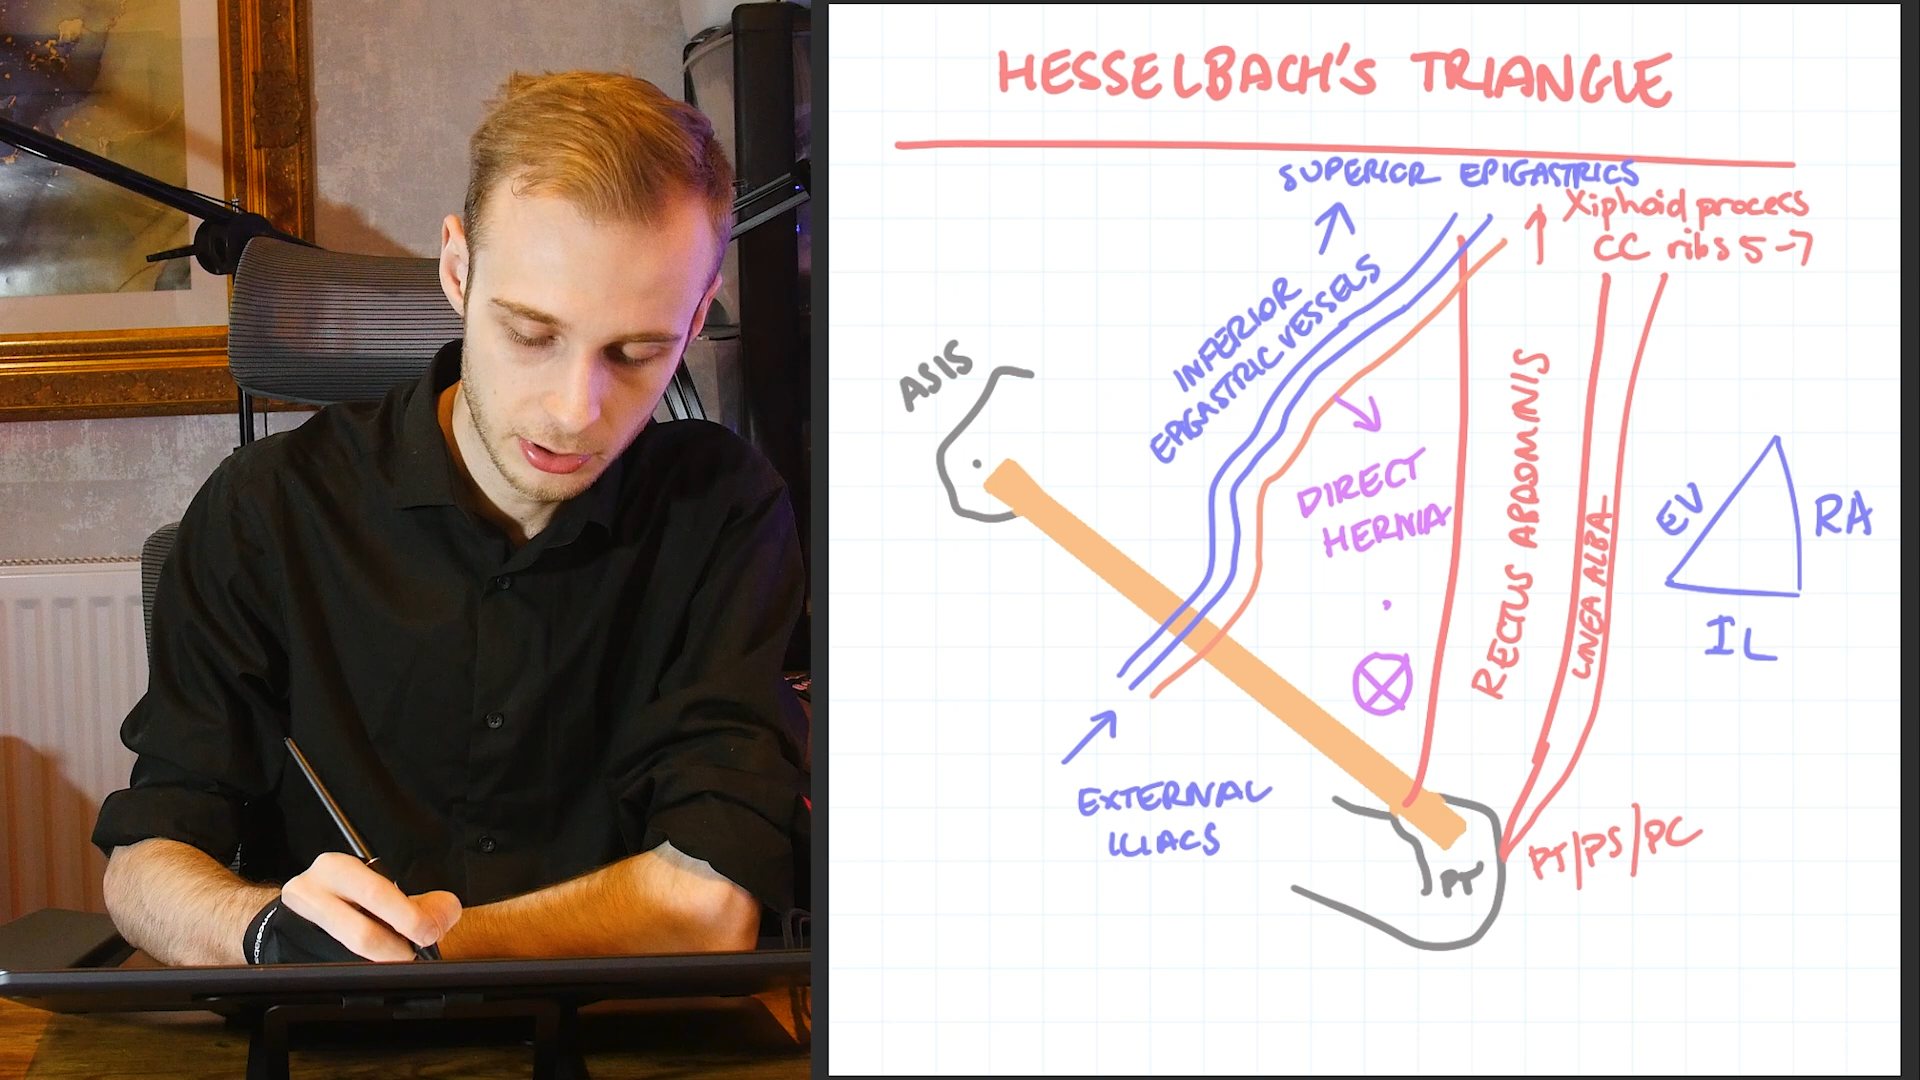 HESSELBACH'S TRIANGLE
SUPERIOR EPIGASTRICS
Xiphoid process
CC ribs 5-7
INFERIOR
EPIGASTRIC VESSELS
ASIS
DIRECT
HERNIA
RECTUS ABDOMINIS
LINEA ALBA
EV
RA
IL
EXTERNAL
ILIACS
PT
PT/PS/PC